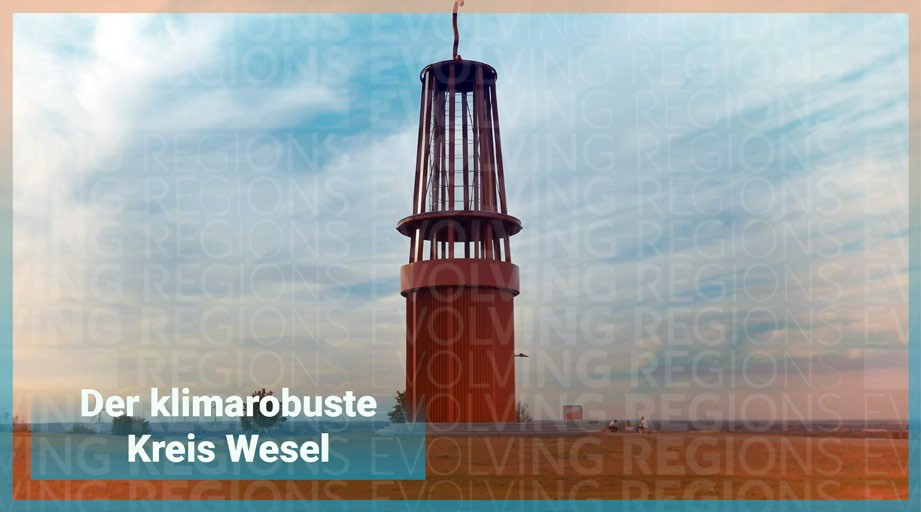 EVOLVING REGIONS
Der klimarobuste
Kreis Wesel